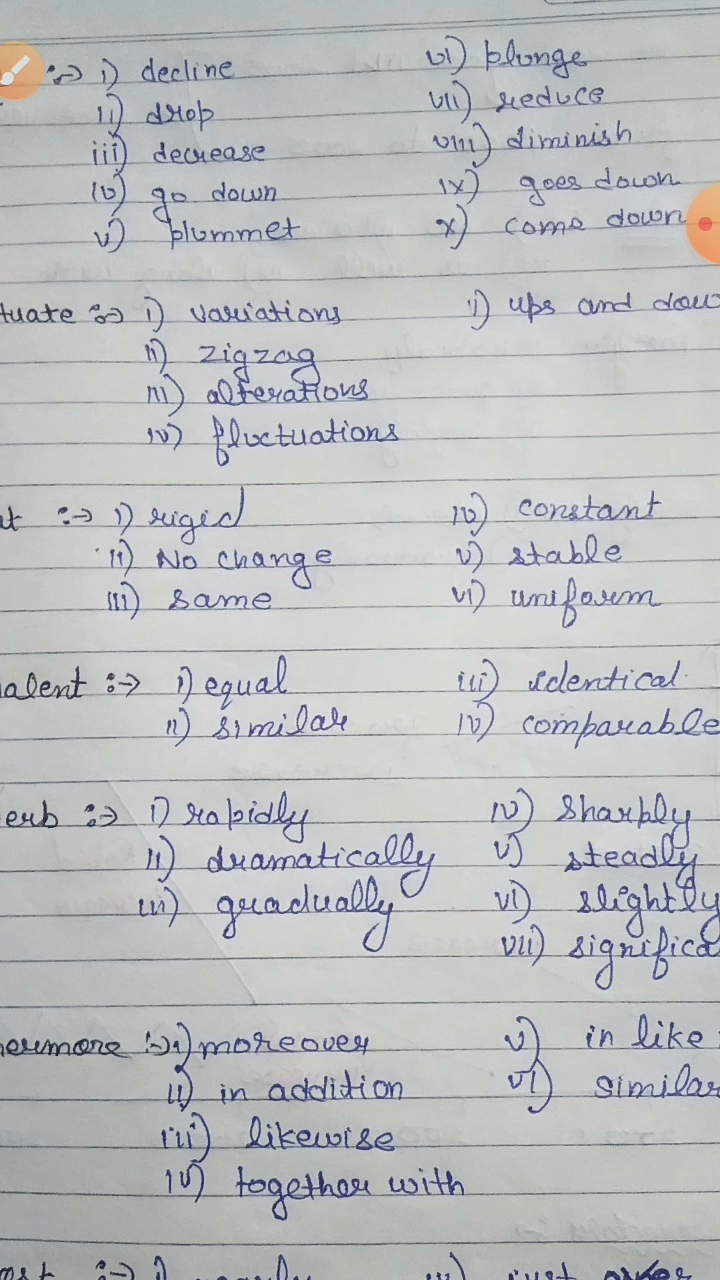 :→ i) decline vi) plunge
ii) drop vii) reduce
iii) decrease viii) diminish
iv) go down ix) goes down
v) plummet x) come down
tuate :→ i) variations i) ups and dow
ii) zigzag
iii) alterations
iv) fluctuations
:→ i) rigid iv) constant
ii) No change v) stable
iii) same vi) uniform
alent :→ i) equal iii) identical
ii) similar iv) comparable
erb :→ i) rapidly iv) Sharply
ii) dramatically v) steadly
iii) gradually vi) slightly
vii) significa
hermore :→ i) moreover v) in like
ii) in addition vi) similar
iii) likewise
iv) together with